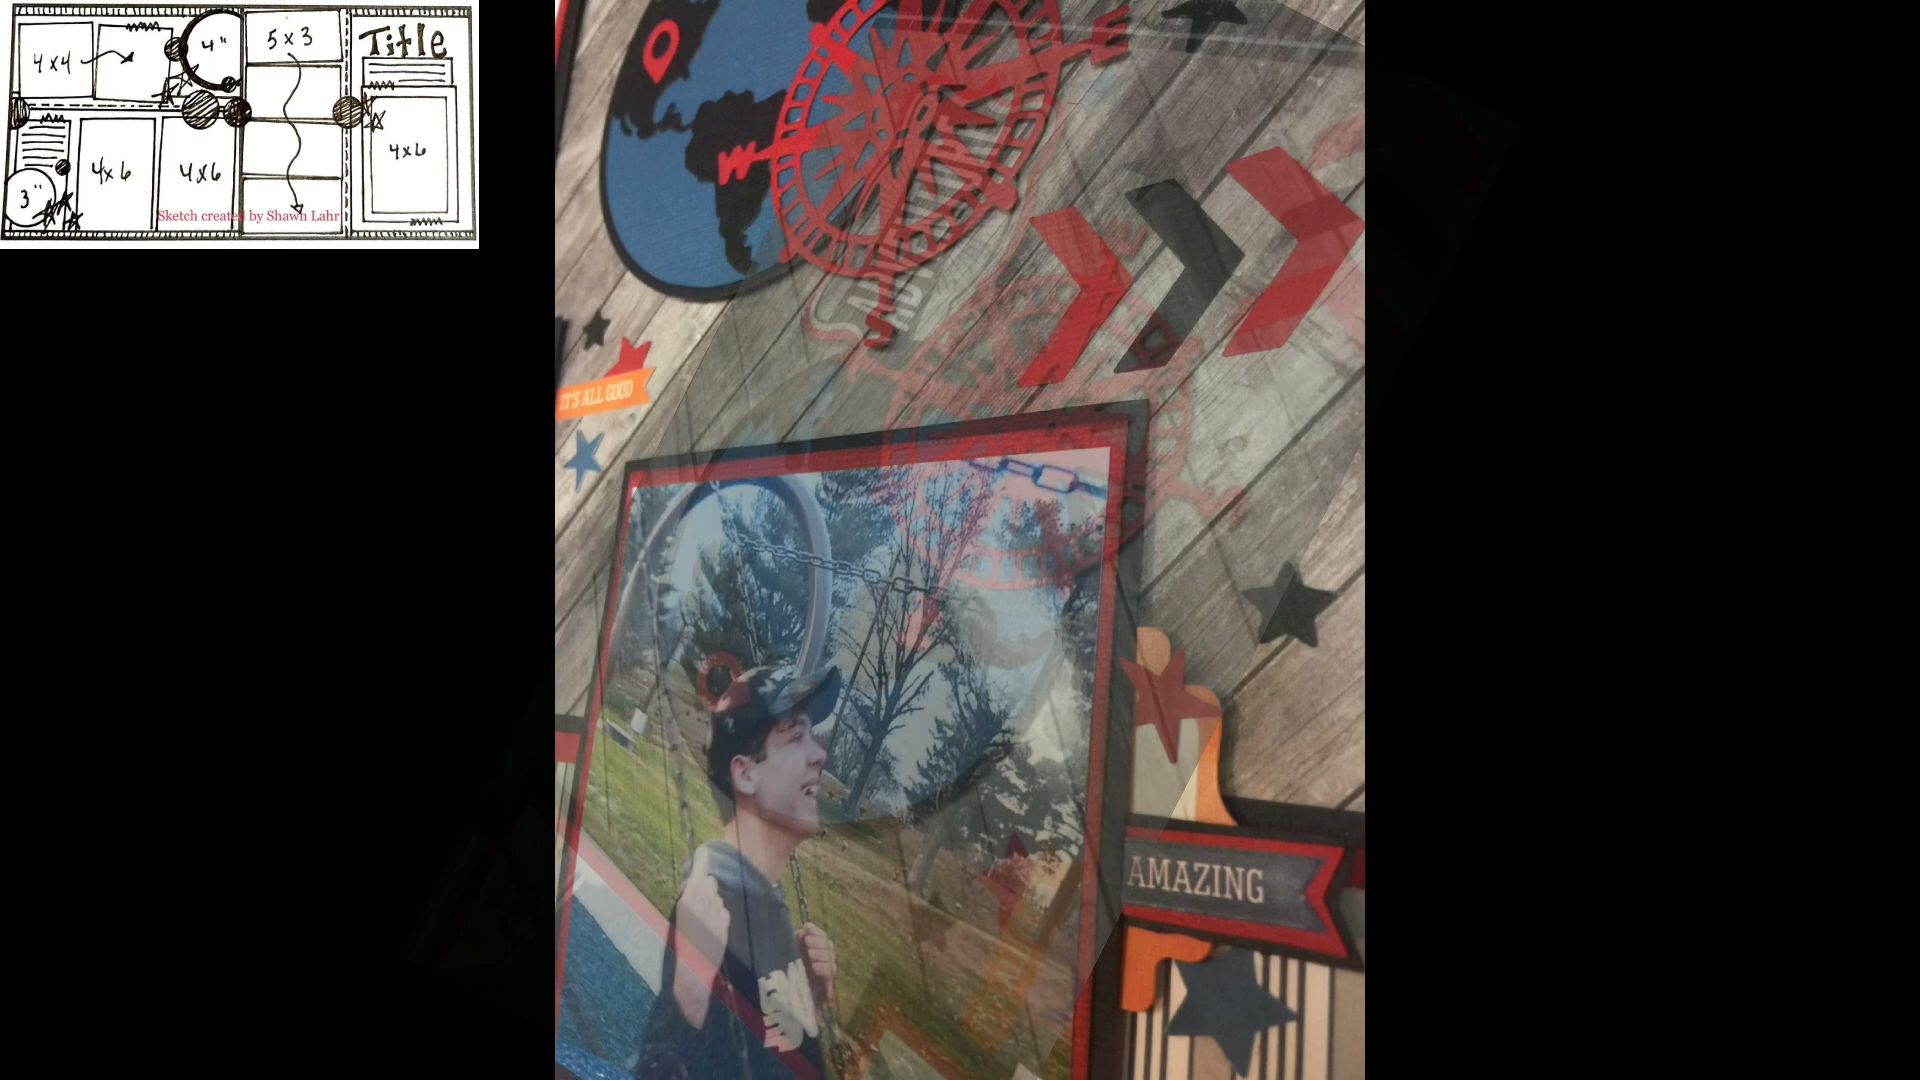 4x4
4"
5x3
Title
3"
4x6
4x6
4x6
Sketch created by Shawn Lahr
E
W
S
IT'S ALL GOOD
AMAZING